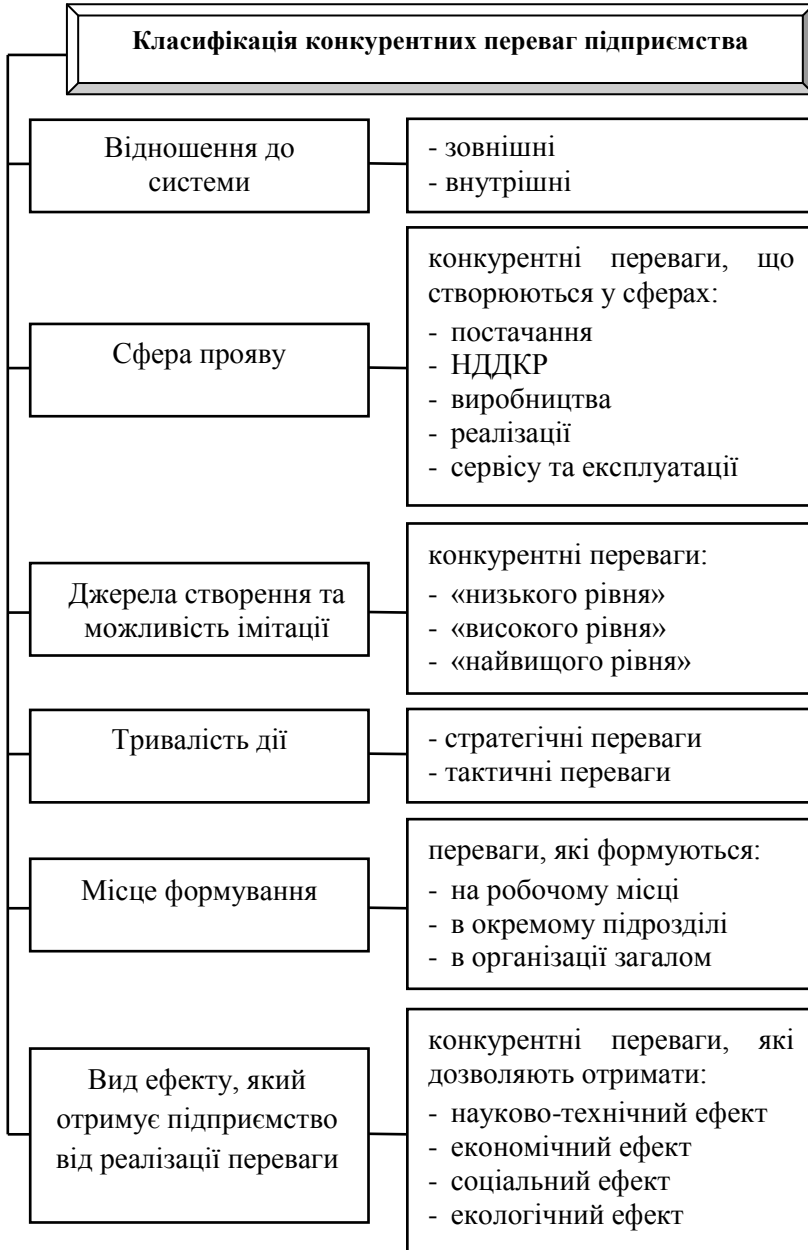 Класифікація конкурентних переваг підприємства
Відношення до
системи
- зовнішні
- внутрішні
Сфера прояву
конкурентні переваги, що
створюються у сферах:
- постачання
- НДДКР
- виробництва
- реалізації
- сервісу та експлуатації
Джерела створення та
можливість імітації
конкурентні переваги:
- «низького рівня»
- «високого рівня»
- «найвищого рівня»
Тривалість дії
- стратегічні переваги
- тактичні переваги
Місце формування
переваги, які формуються:
- на робочому місці
- в окремому підрозділі
- в організації загалом
Вид ефекту, який
отримує підприємство
від реалізації переваги
конкурентні переваги, які
дозволяють отримати:
- науково-технічний ефект
- економічний ефект
- соціальний ефект
- екологічний ефект